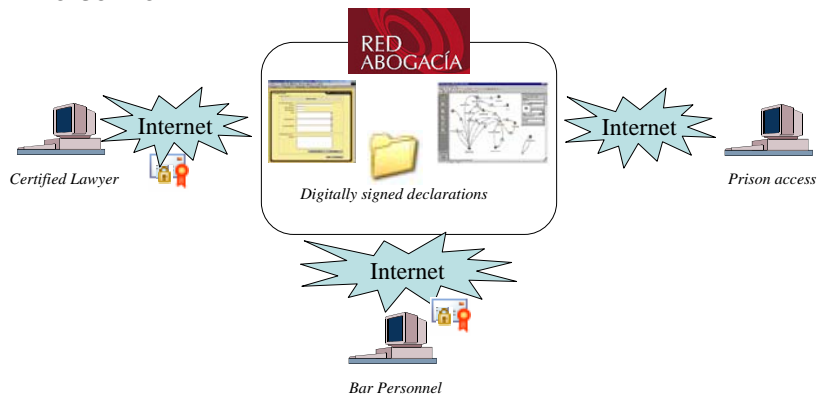 RED
ABOGACÍA
Internet
Internet
Certified Lawyer
Digitally signed declarations
Prison access
Internet
Bar Personnel